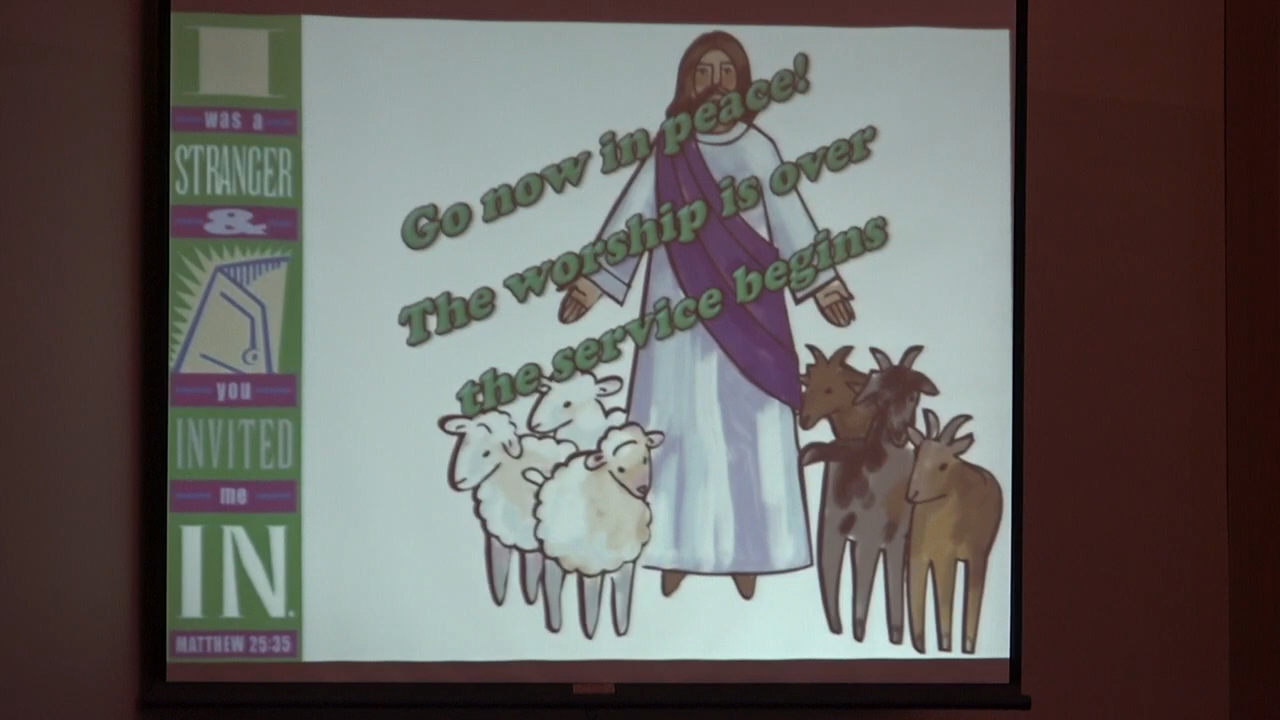 I
was a
STRANGER
&
you
INVITED
me
IN.
MATTHEW 25:35
Go now in peace!
The worship is over
the service begins